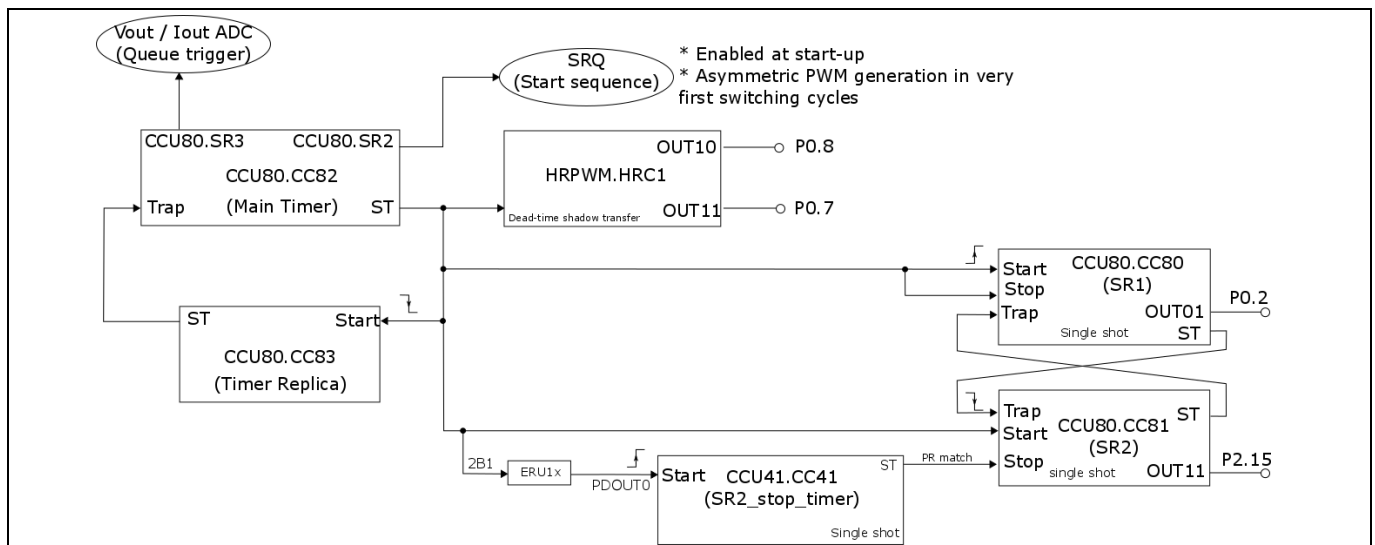 Vout / Iout ADC
(Queue trigger)
SRQ
(Start sequence)
* Enabled at start-up
* Asymmetric PWM generation in very
first switching cycles
CCU80.SR3
CCU80.SR2
CCU80.CC82
(Main Timer)
Trap
ST
OUT10
P0.8
HRPWM.HRC1
Dead-time shadow transfer
OUT11
P0.7
ST
Start
CCU80.CC83
(Timer Replica)
Start
CCU80.CC80
(SR1)
Stop
Trap
OUT01
P0.2
Single shot
ST
Trap
ST
Start
CCU80.CC81
(SR2)
Stop
single shot
OUT11
P2.15
2B1
ERU1x
PDOUT0
Start
ST
PR match
CCU41.CC41
(SR2_stop_timer)
Single shot